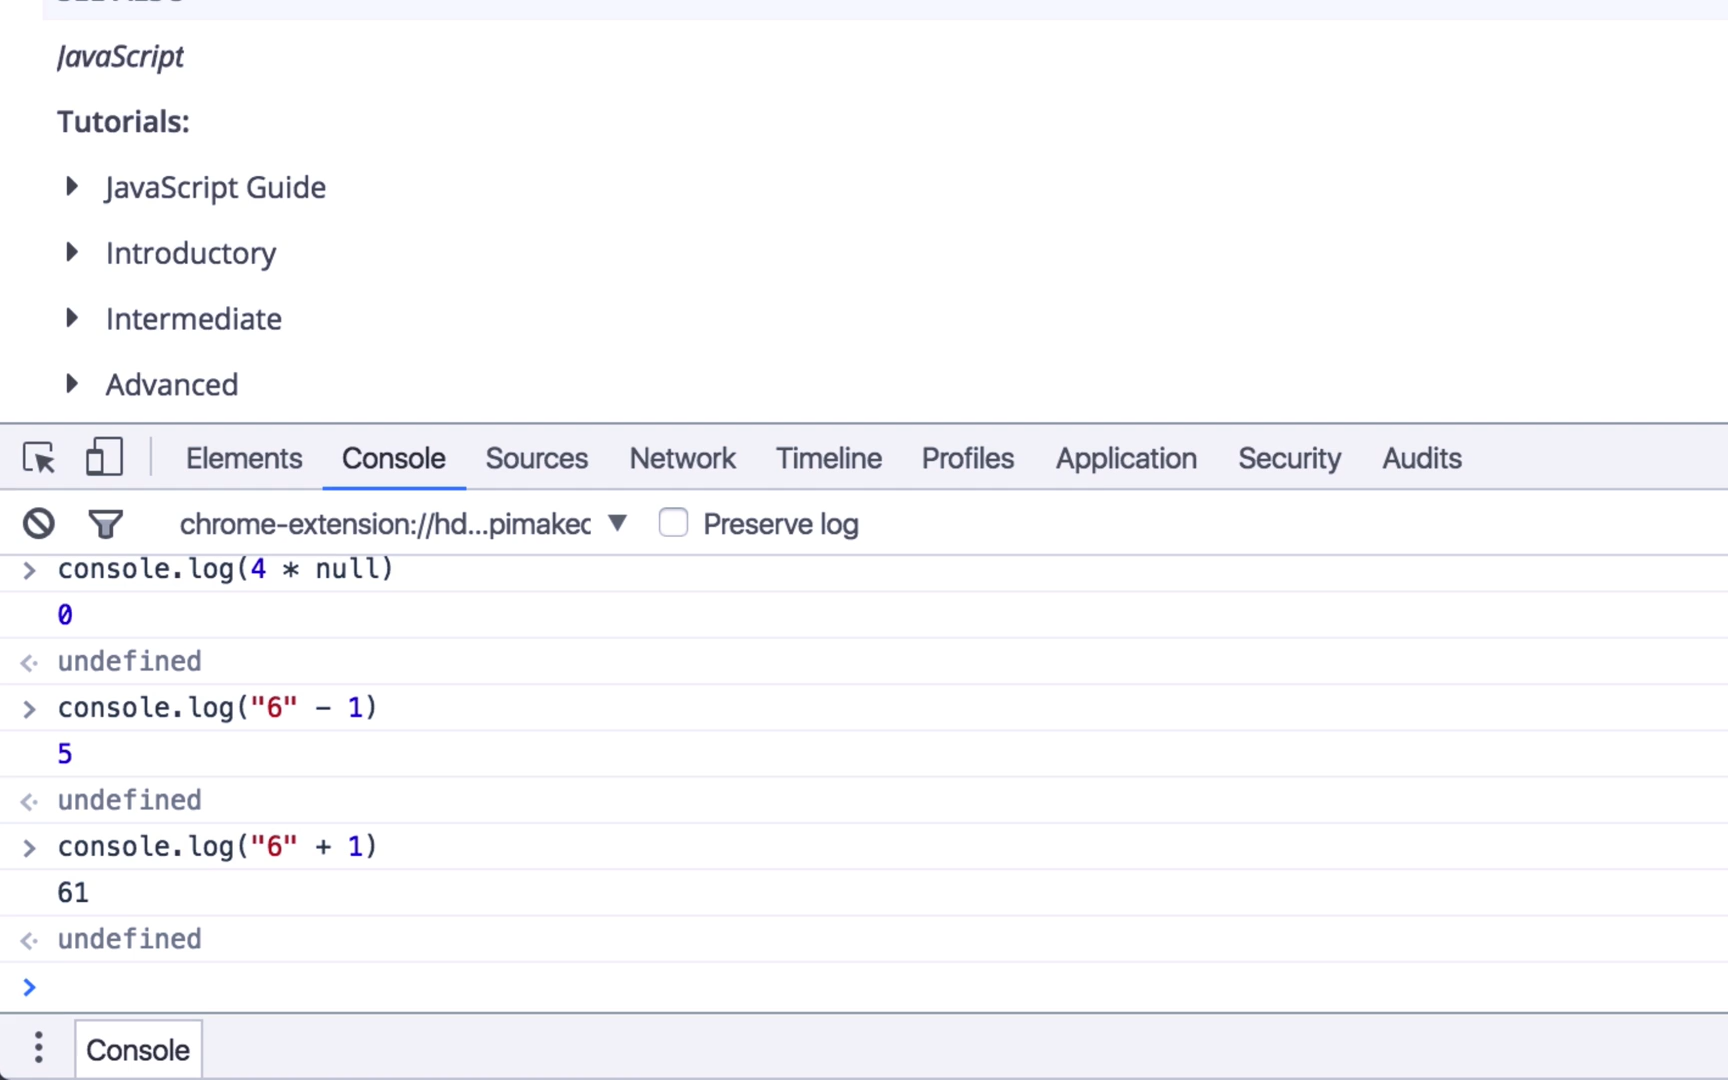 JavaScript
Tutorials:
JavaScript Guide
Introductory
Intermediate
Advanced
Elements Console Sources Network Timeline Profiles Application Security Audits
chrome-extension://hd...pimakec ▼ Preserve log
> console.log(4 * null)
0
undefined
> console.log("6" - 1)
5
undefined
> console.log("6" + 1)
61
undefined
>
Console